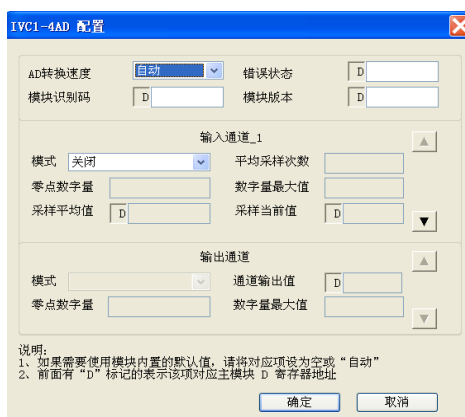 IVC1-4AD 配置
AD转换速度 自动 错误状态 D
模块识别码 D 模块版本 D
输入通道_1
模式 关闭 平均采样次数
零点数字量 数字量最大值
采样平均值 D 采样当前值 D
输出通道
模式 通道输出值 D
零点数字量 数字量最大值
说明:
1、如果需要使用模块内置的默认值，请将对应项设为空或“自动”
2、前面有“D”标记的表示该项对应主模块 D 寄存器地址
确定 取消